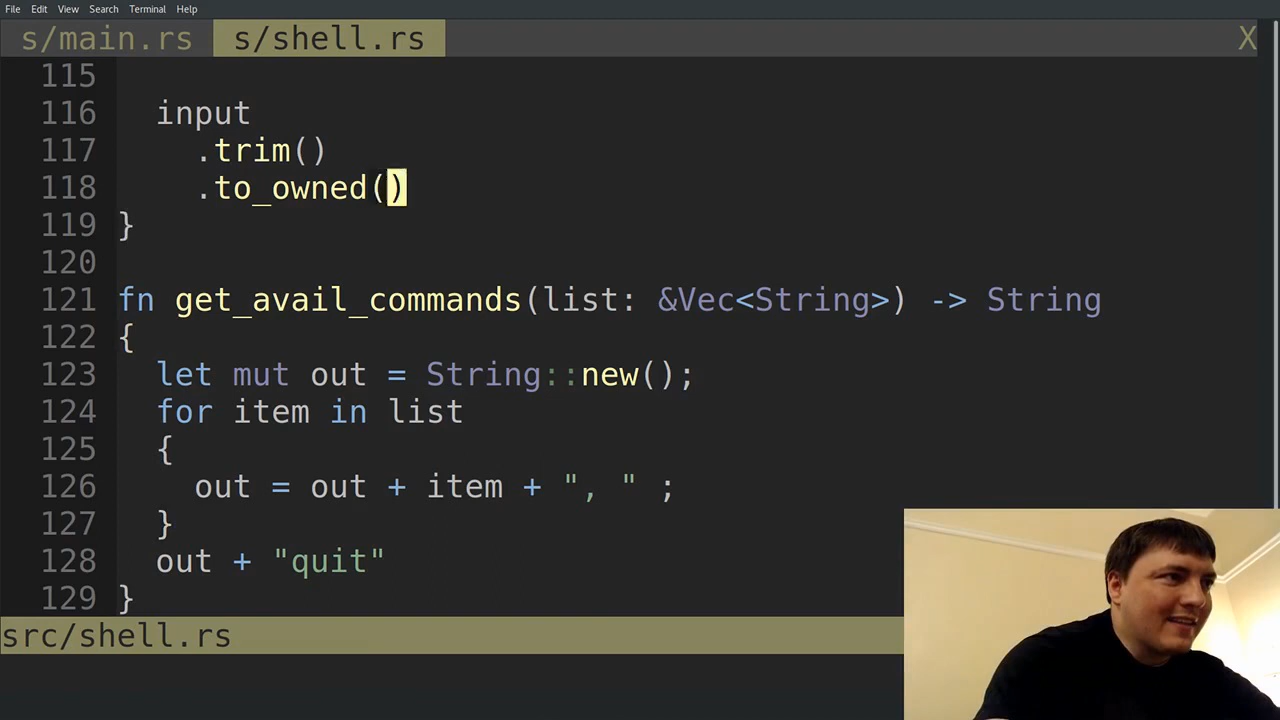 File Edit View Search Terminal Help
s/main.rs s/shell.rs X
115
116 input
117 .trim()
118 .to_owned()
119 }
120
121 fn get_avail_commands(list: &Vec<String>) -> String
122 {
123 let mut out = String::new();
124 for item in list
125 {
126 out = out + item + ", " ;
127 }
128 out + "quit"
129 }
src/shell.rs